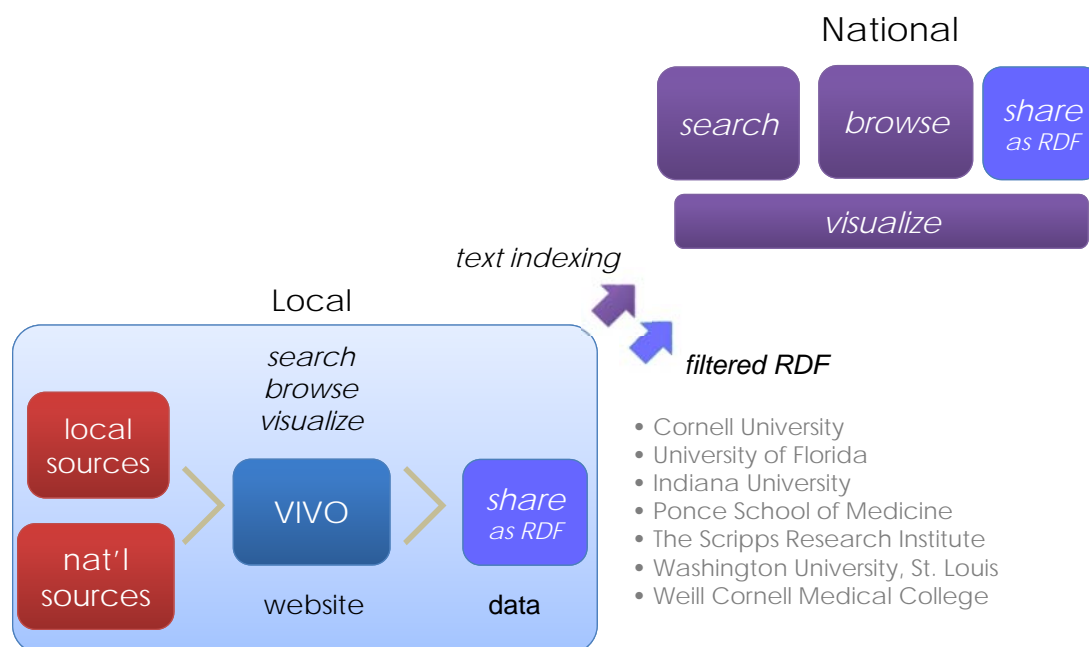 National
search
browse
share
as RDF
visualize
text indexing
filtered RDF
Local
search
browse
visualize
local
sources
nat'l
sources
VIVO
share
as RDF
website
data
• Cornell University
• University of Florida
• Indiana University
• Ponce School of Medicine
• The Scripps Research Institute
• Washington University, St. Louis
• Weill Cornell Medical College